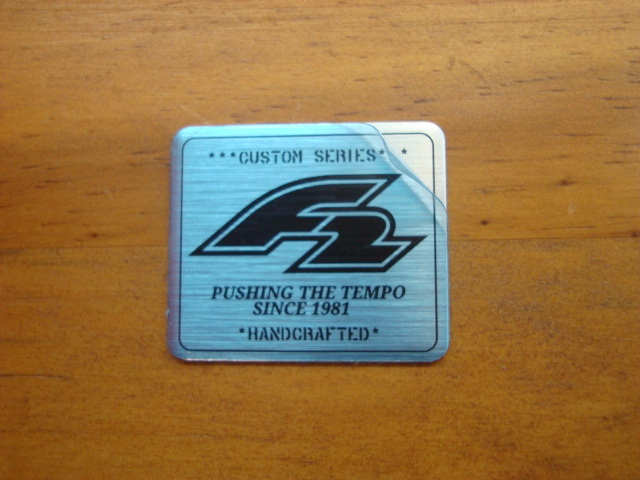 ***CUSTOM SERIES***
F2
PUSHING THE TEMPO
SINCE 1981
*HANDCRAFTED*